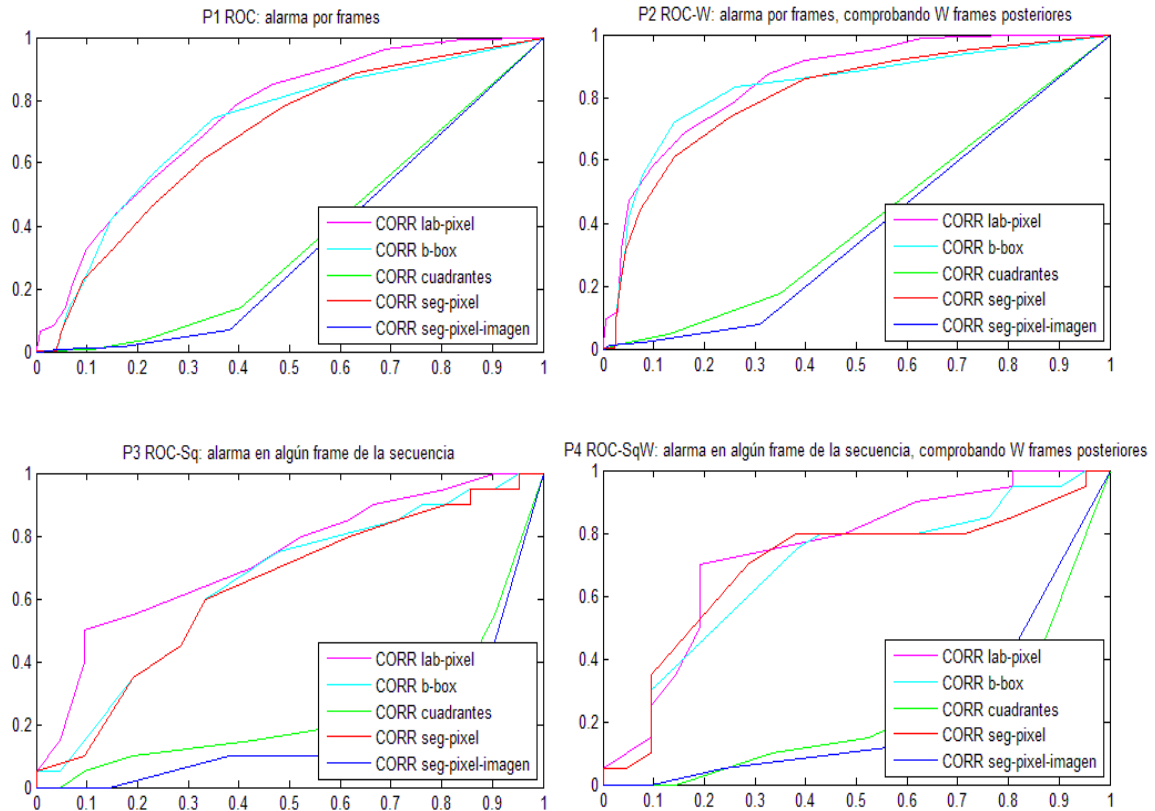 P1 ROC: alarma por frames
1
0.8
0.6
0.4
0.2
0
0 0.1 0.2 0.3 0.4 0.5 0.6 0.7 0.8 0.9 1
CORR lab-pixel
CORR b-box
CORR cuadrantes
CORR seg-pixel
CORR seg-pixel-imagen
P2 ROC-W: alarma por frames, comprobando W frames posteriores
1
0.8
0.6
0.4
0.2
0
0 0.1 0.2 0.3 0.4 0.5 0.6 0.7 0.8 0.9 1
CORR lab-pixel
CORR b-box
CORR cuadrantes
CORR seg-pixel
CORR seg-pixel-imagen
P3 ROC-Sq: alarma en algún frame de la secuencia
1
0.8
0.6
0.4
0.2
0
0 0.1 0.2 0.3 0.4 0.5 0.6 0.7 0.8 0.9 1
CORR lab-pixel
CORR b-box
CORR cuadrantes
CORR seg-pixel
CORR seg-pixel-imagen
P4 ROC-SqW: alarma en algún frame de la secuencia, comprobando W frames posteriores
1
0.8
0.6
0.4
0.2
0
0 0.1 0.2 0.3 0.4 0.5 0.6 0.7 0.8 0.9 1
CORR lab-pixel
CORR b-box
CORR cuadrantes
CORR seg-pixel
CORR seg-pixel-imagen